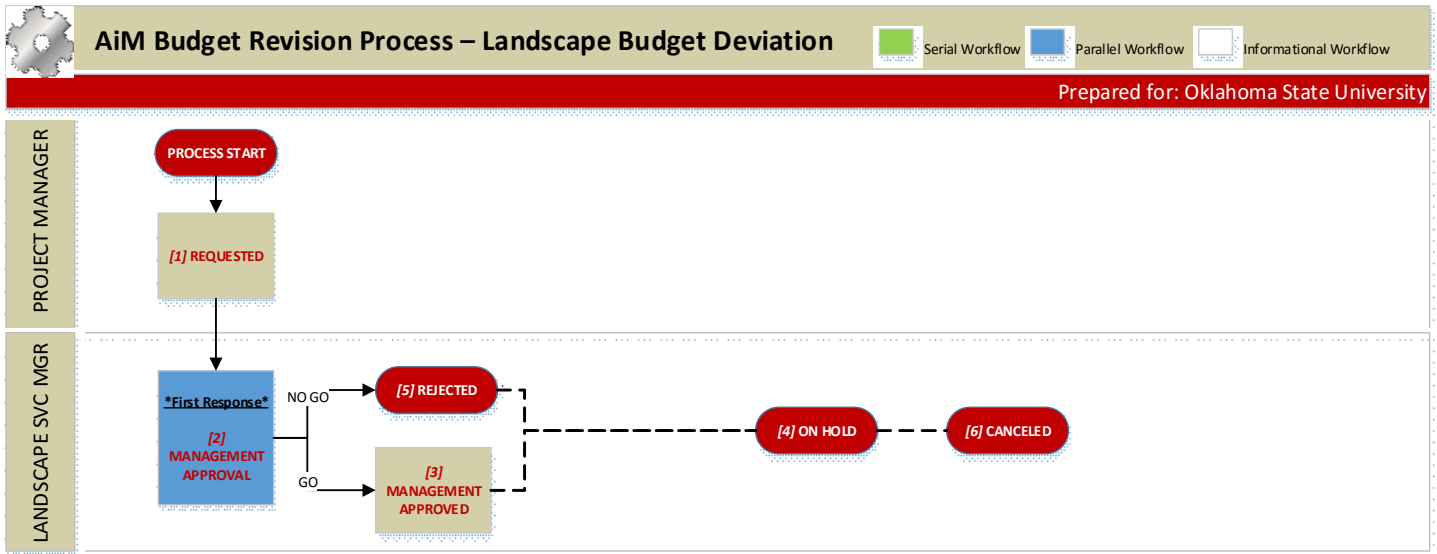 AiM Budget Revision Process – Landscape Budget Deviation
Serial Workflow
Parallel Workflow
Informational Workflow
Prepared for: Oklahoma State University
PROJECT MANAGER
PROCESS START
[1] REQUESTED
LANDSCAPE SVC MGR
*First Response*
[2]
MANAGEMENT
APPROVAL
NO GO
GO
[5] REJECTED
[3]
MANAGEMENT
APPROVED
[4] ON HOLD
[6] CANCELED